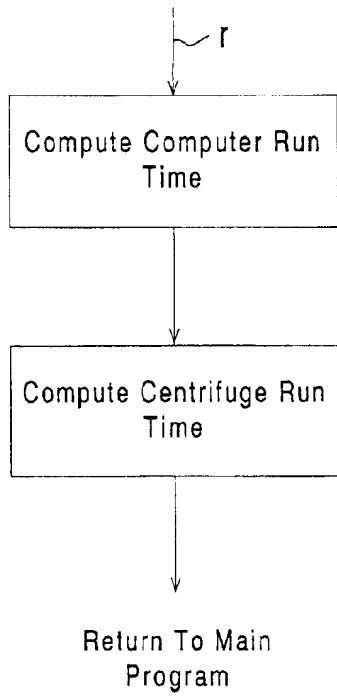 r
Compute Computer Run
Time
Compute Centrifuge Run
Time
Return To Main
Program